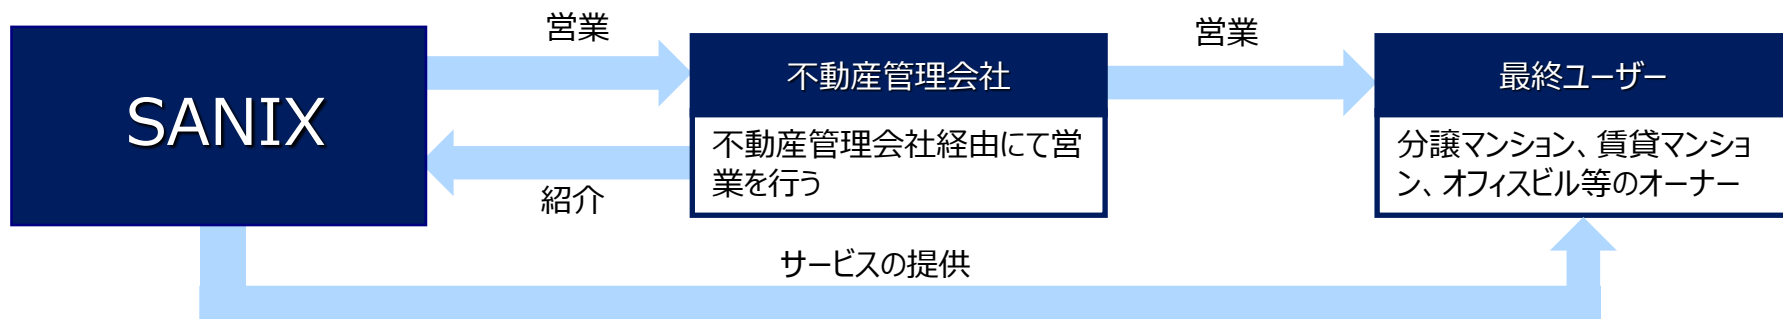 営業
営業
SANIX
不動産管理会社
最終ユーザー
不動産管理会社経由にて営
業を行う
分譲マンション、賃貸マンショ
ン、オフィスビル等のオーナー
紹介
サービスの提供